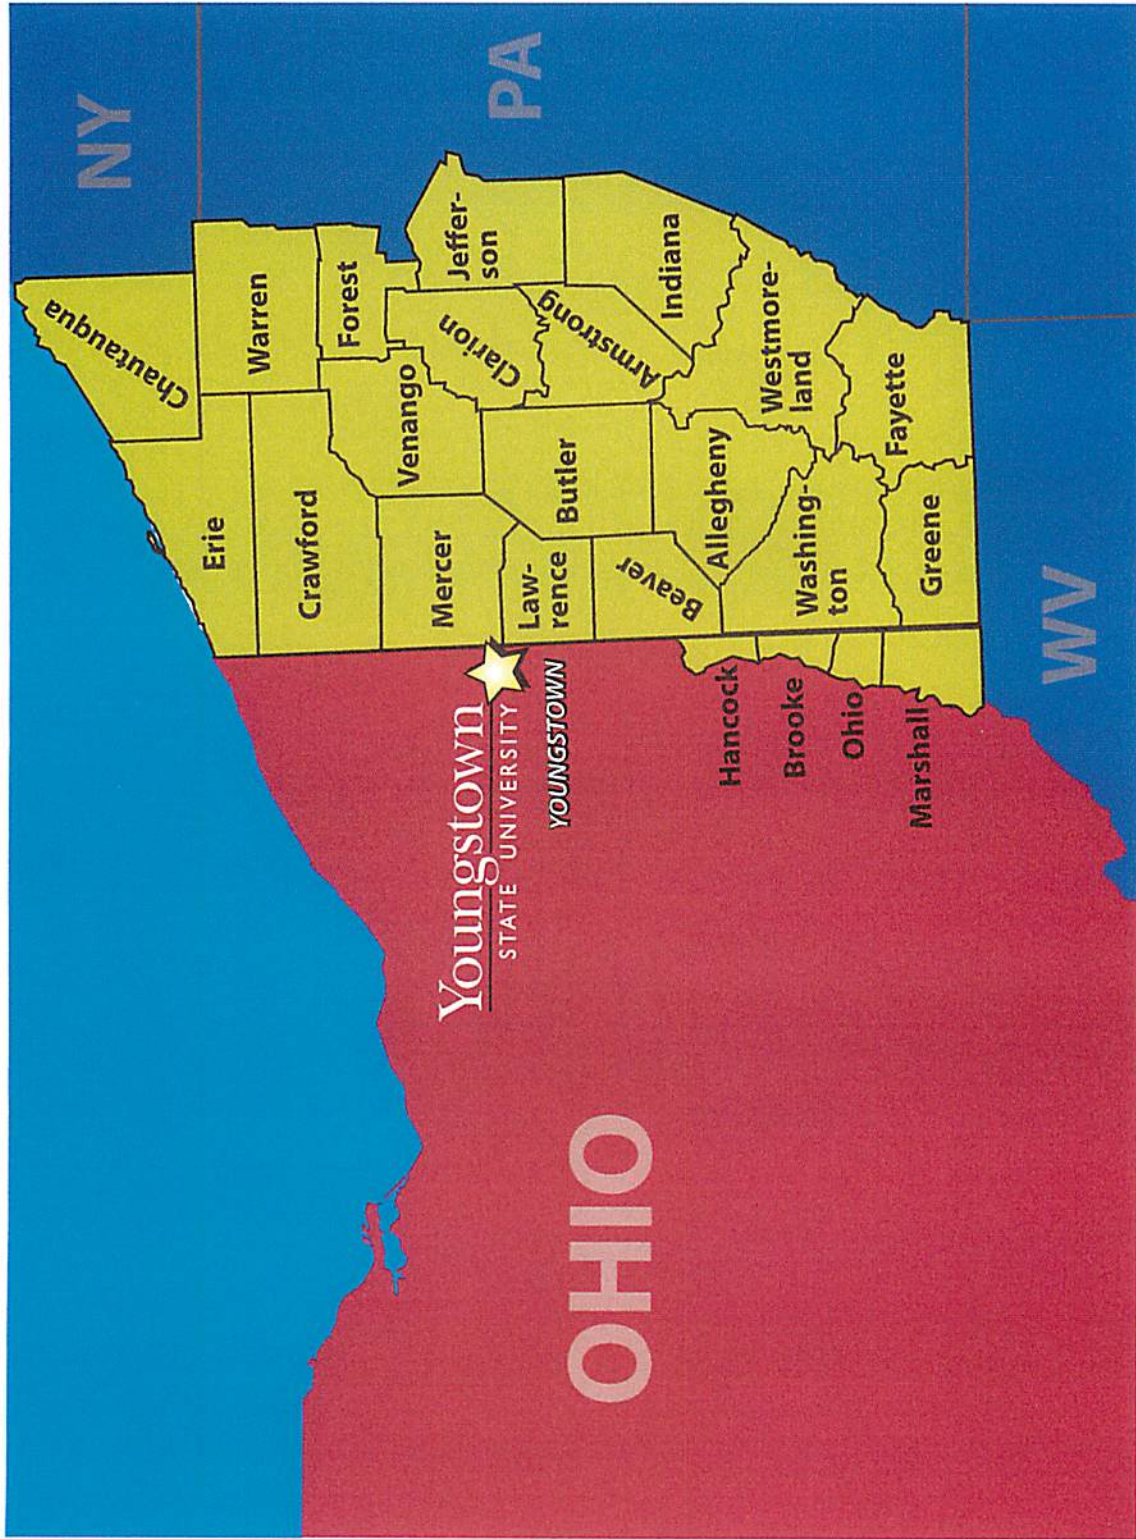 NY
PA
Chautauqua
Warren
Erie
Forest
Jeffer-
son
Crawford
Venango
Clarion
Armstrong
Indiana
Mercer
Butler
Law-
rence
Beaver
Allegheny
Westmore-
land
Washing-
ton
Fayette
Greene
Youngstown
STATE UNIVERSITY
YOUNGSTOWN
Hancock
Brooke
Ohio
Marshall
OHIO
WV